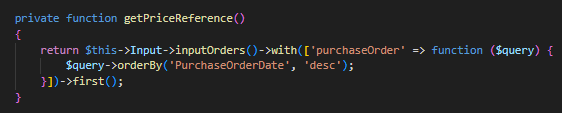 private function getPriceReference()
{
    return $this->Input->inputOrders()->with(['purchaseOrder' => function ($query) {
        $query->orderBy('PurchaseOrderDate', 'desc');
    }])->first();
}